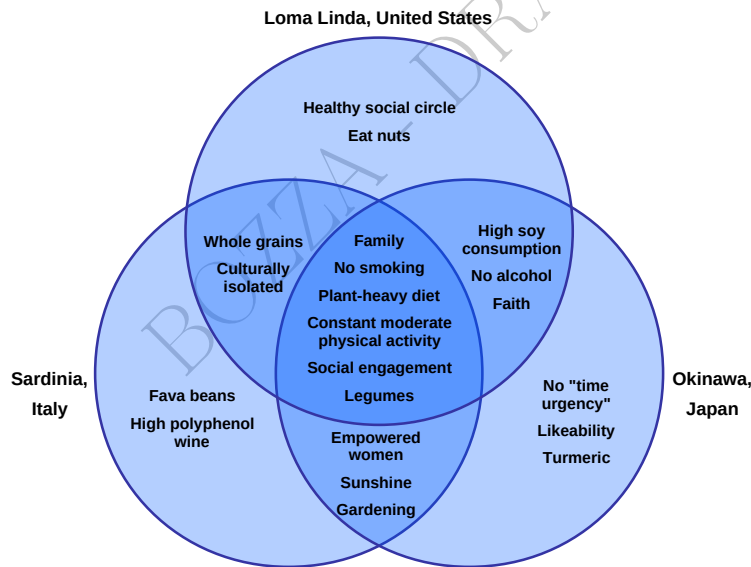 Loma Linda, United States
Healthy social circle
Eat nuts
Whole grains
Culturally
isolated
Family
No smoking
Plant-heavy diet
Constant moderate
physical activity
Social engagement
Legumes
High soy
consumption
No alcohol
Faith
Sardinia,
Italy
Fava beans
High polyphenol
wine
Empowered
women
Sunshine
Gardening
No "time
urgency"
Likeability
Turmeric
Okinawa,
Japan
BOZZA - DRA